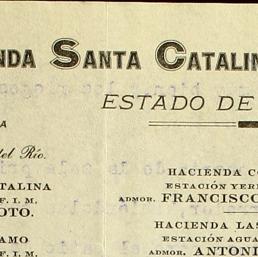 NDA SANTA CATALIN
ESTADO DE
A
del Río.
HACIENDA CO
ATALINA
ESTACIÓN YER
F. I. M.
ADMOR. FRANCISCO
OTO.
HACIENDA LAS
AMO
ESTACIÓN AGUA
F. I. M.
ADMOR. ANTONI